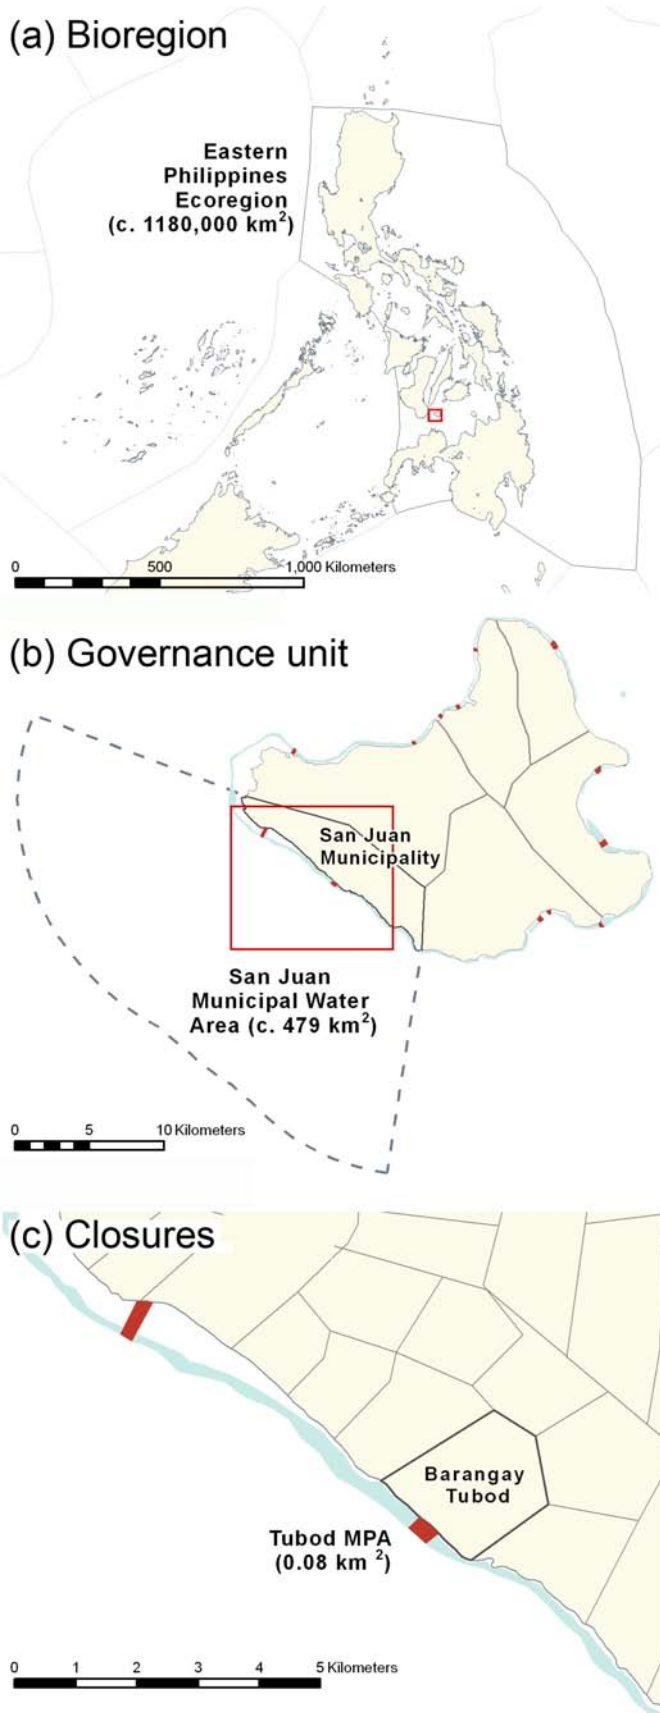 (a) Bioregion
Eastern
Philippines
Ecoregion
(c. 1180,000 km²)
0 500 1,000 Kilometers
(b) Governance unit
San Juan
Municipality
San Juan
Municipal Water
Area (c. 479 km²)
0 5 10 Kilometers
(c) Closures
Barangay
Tubod
Tubod MPA
(0.08 km ²)
0 1 2 3 4 5 Kilometers